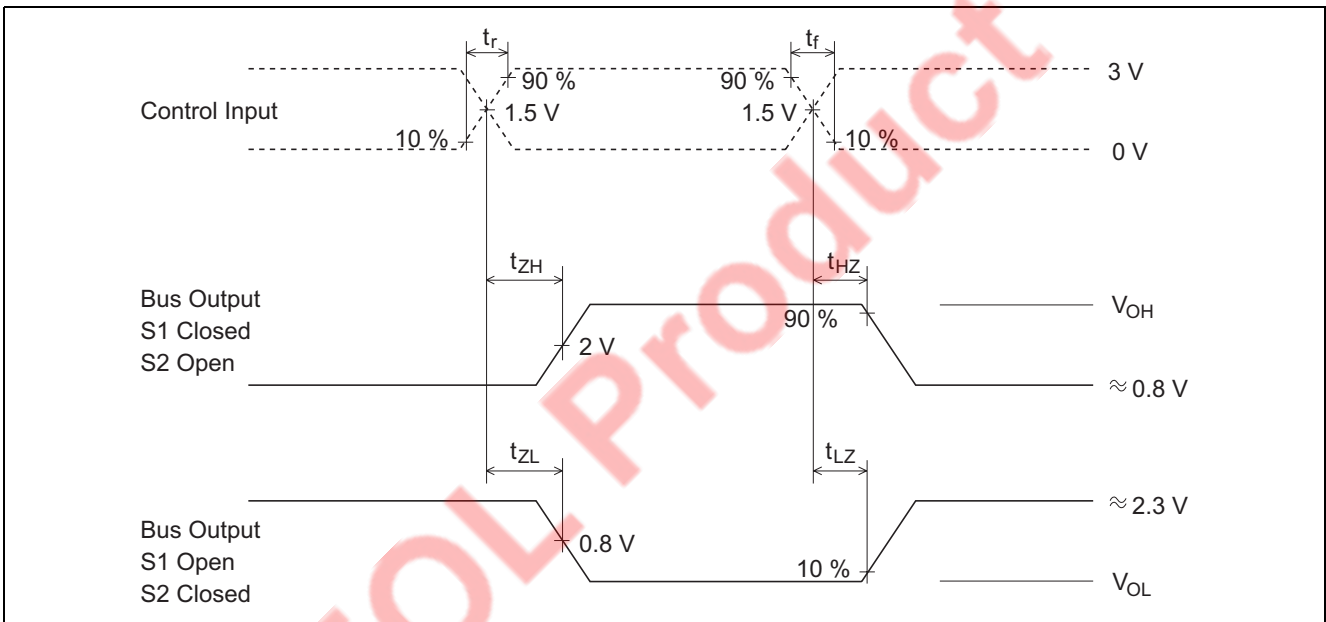 tr tf
90 % 90 % 3 V
Control Input 1.5 V 1.5 V
10 % 10 % 0 V
tZH tHZ
Bus Output VOH
S1 Closed 90 %
S2 Open 2 V
≈ 0.8 V
tZL tLZ
≈ 2.3 V
Bus Output 0.8 V
S1 Open 10 %
S2 Closed VOL
OL Product